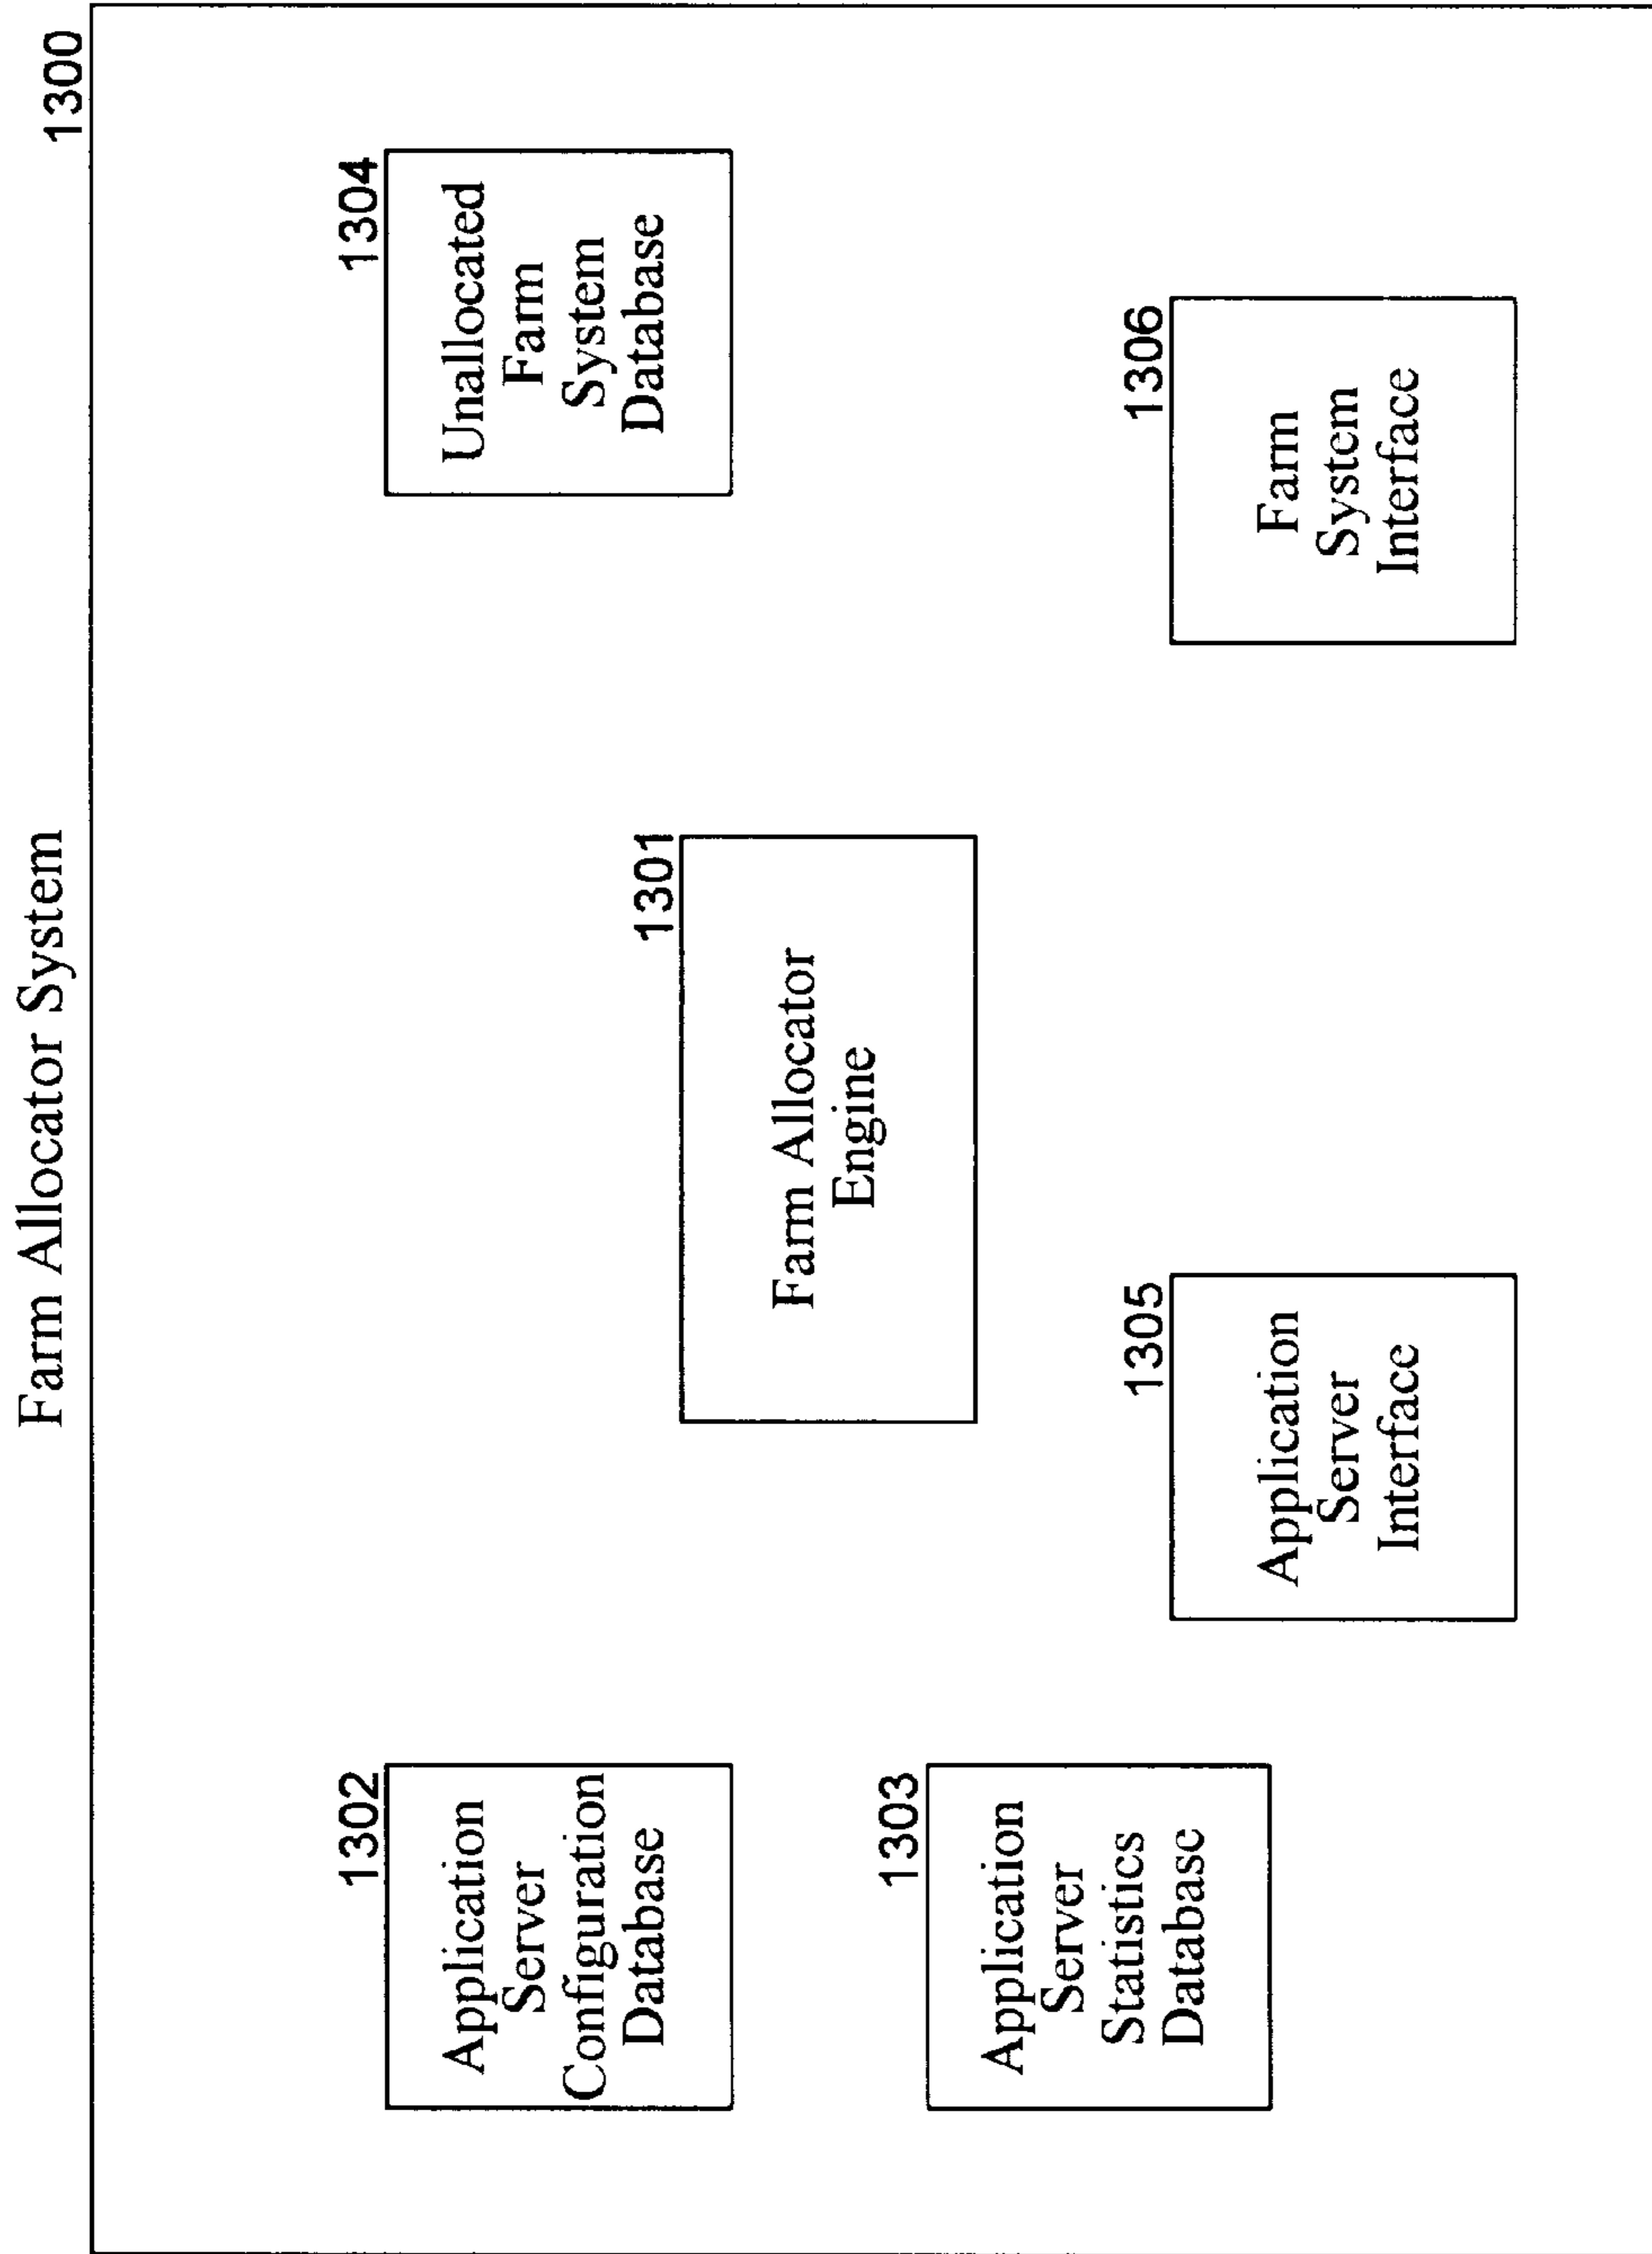 Farm Allocator System
1300
1302
Application
Server
Configuration
Database
1304
Unallocated
Farm
System
Database
1301
Farm Allocator
Engine
1303
Application
Server
Statistics
Database
1305
Application
Server
Interface
1306
Farm
System
Interface